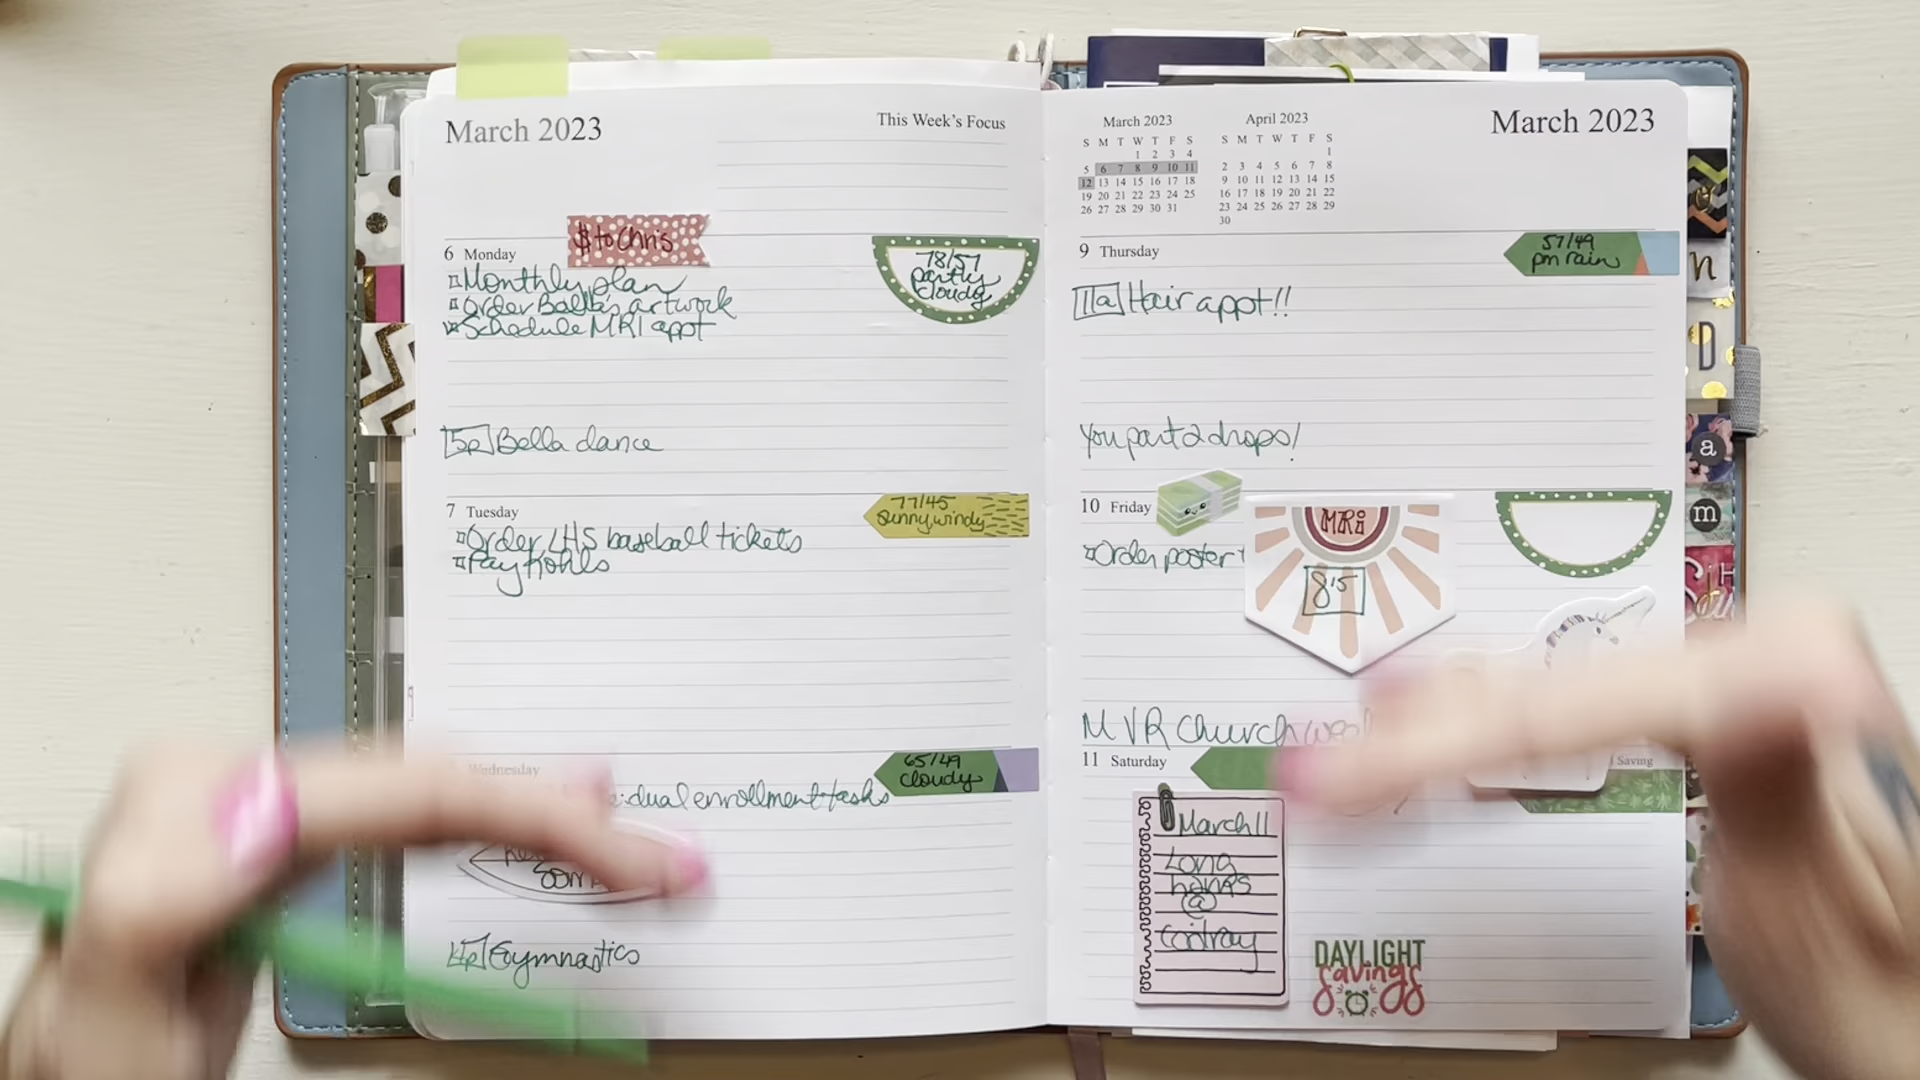 March 2023
This Week's Focus
6 Monday
$ to Chris
78/57
partly
cloudy
Monthly plan
Order Bella's artwork
Schedule MRI appt
5p Bella dance
7 Tuesday
77/45
sunny, windy
Order LHS baseball tickets
Pay Kohls
Wednesday
65/49
cloudy
dual enrollment tasks
Gymnastics
March 2023
S M T W T F S
1 2 3 4
5 6 7 8 9 10 11
12 13 14 15 16 17 18
19 20 21 22 23 24 25
26 27 28 29 30 31
April 2023
S M T W T F S
1
2 3 4 5 6 7 8
9 10 11 12 13 14 15
16 17 18 19 20 21 22
23 24 25 26 27 28 29
30
March 2023
9 Thursday
57/49
pm rain
11a Hair appt!!
You part 2 drops!
10 Friday
MRi
8:15
Order poster
MVR Church
11 Saturday
Saving
March 11
Long
hangs
@
DAYLIGHT
savings
n
D
a
m